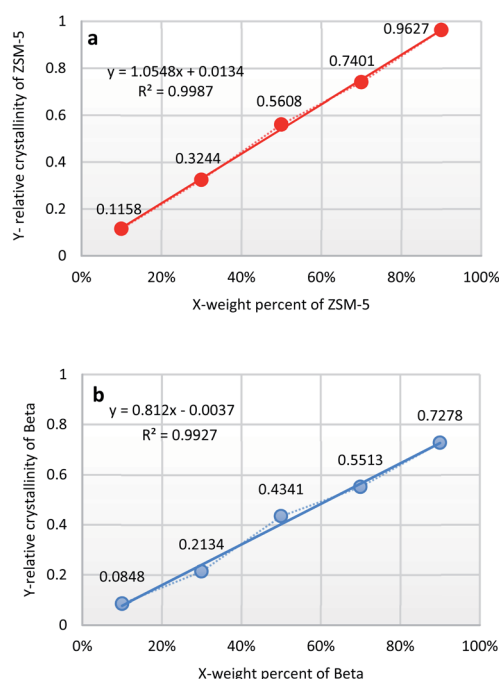 a
y = 1.0548x + 0.0134
R² = 0.9987
Y- relative crystallinity of ZSM-5
1
0.8
0.6
0.4
0.2
0
0.1158
0.3244
0.5608
0.7401
0.9627
0% 20% 40% 60% 80% 100%
X-weight percent of ZSM-5
b
y = 0.812x - 0.0037
R² = 0.9927
Y-relative crystallinity of Beta
1
0.8
0.6
0.4
0.2
0
0.0848
0.2134
0.4341
0.5513
0.7278
0% 20% 40% 60% 80% 100%
X-weight percent of Beta